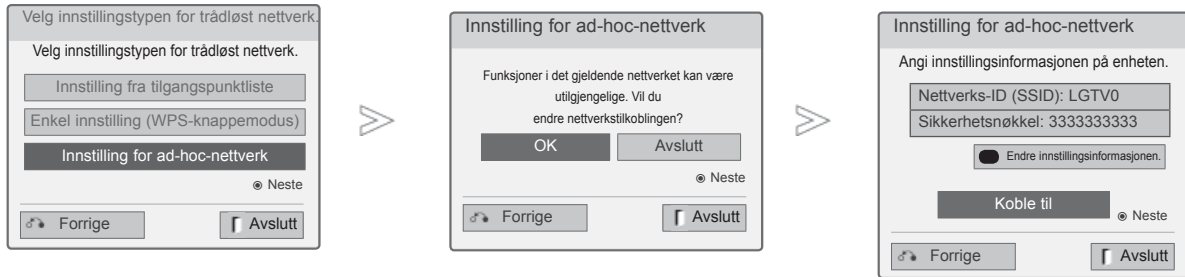 Velg innstillingstypen for trådløst nettverk.
Velg innstillingstypen for trådløst nettverk.
Innstilling fra tilgangspunktliste
Enkel innstilling (WPS-knappemodus)
Innstilling for ad-hoc-nettverk
Neste
Forrige
Avslutt
Innstilling for ad-hoc-nettverk
Funksjoner i det gjeldende nettverket kan være
utilgjengelige. Vil du
endre nettverkstilkoblingen?
OK
Avslutt
Neste
Forrige
Avslutt
Innstilling for ad-hoc-nettverk
Angi innstillingsinformasjonen på enheten.
Nettverks-ID (SSID): LGTV0
Sikkerhetsnøkkel: 3333333333
Endre innstillingsinformasjonen.
Koble til
Neste
Forrige
Avslutt